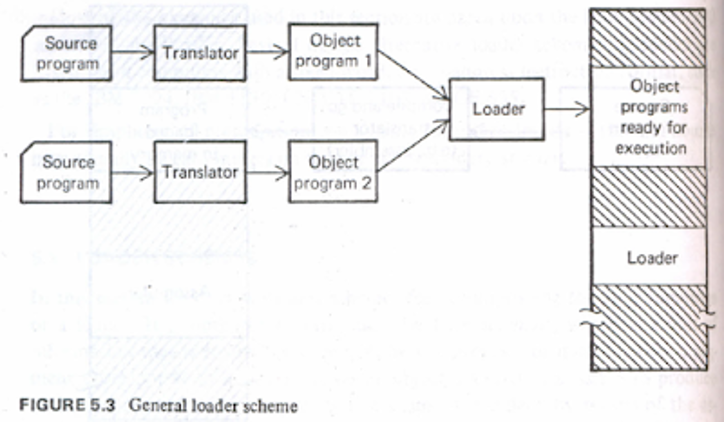 Source
program
Translator
Object
program 1
Source
program
Translator
Object
program 2
Loader
Object
programs
ready for
execution
Loader
FIGURE 5.3 General loader scheme